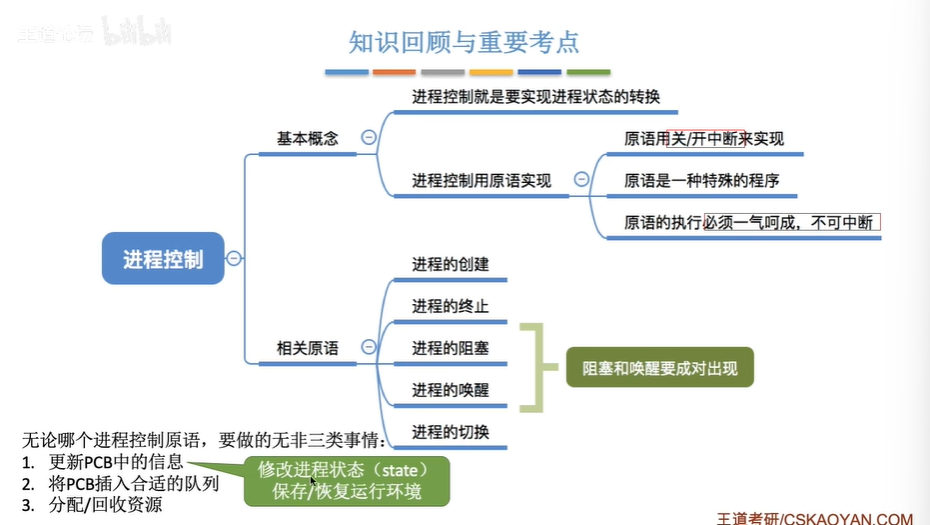 王道论坛 bilibili
知识回顾与重要考点
进程控制就是要实现进程状态的转换
基本概念
原语用关/开中断来实现
进程控制用原语实现
原语是一种特殊的程序
原语的执行必须一气呵成，不可中断
进程控制
进程的创建
进程的终止
相关原语
进程的阻塞
阻塞和唤醒要成对出现
进程的唤醒
进程的切换
无论哪个进程控制原语，要做的无非三类事情：
1. 更新PCB中的信息
2. 将PCB插入合适的队列
3. 分配/回收资源
修改进程状态（state）
保存/恢复运行环境
王道考研/CSKAOYAN.COM